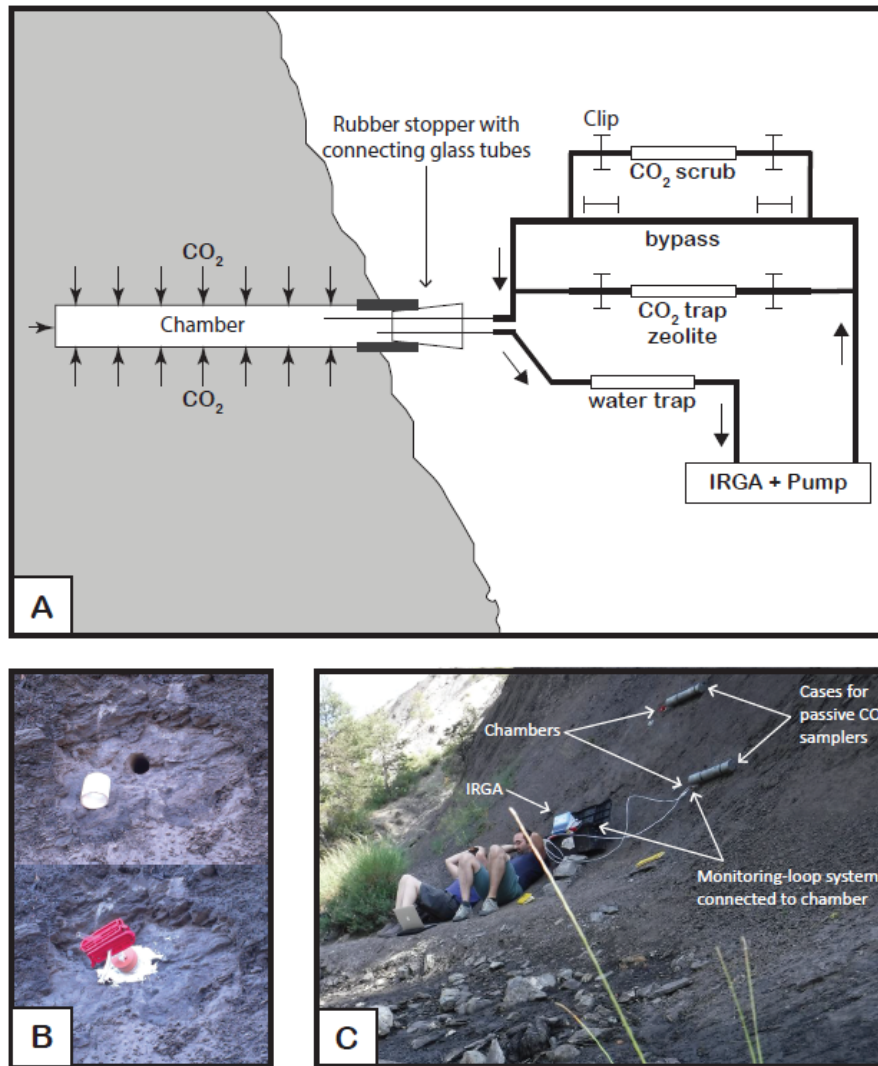 Clip
Rubber stopper with
connecting glass tubes
CO2 scrub
bypass
CO2
Chamber
CO2 trap
zeolite
CO2
water trap
IRGA + Pump
A
Cases for
passive CO
samplers
Chambers
IRGA
Monitoring-loop system
connected to chamber
B
C